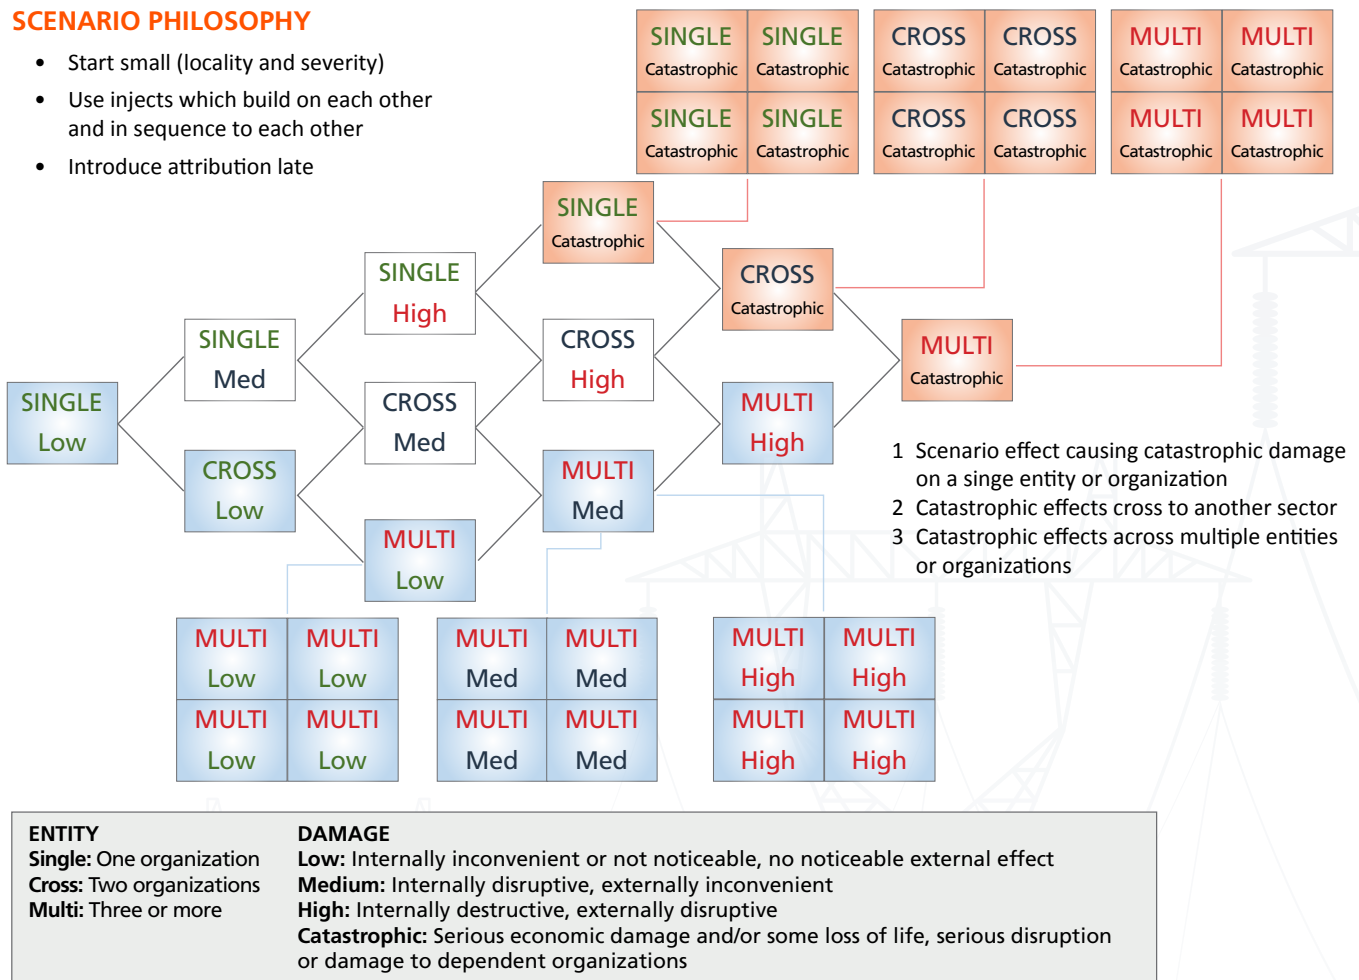 SCENARIO PHILOSOPHY
• Start small (locality and severity)
• Use injects which build on each other
and in sequence to each other
• Introduce attribution late
SINGLE SINGLE CROSS CROSS MULTI MULTI
Catastrophic Catastrophic Catastrophic Catastrophic Catastrophic Catastrophic
SINGLE SINGLE CROSS CROSS MULTI MULTI
Catastrophic Catastrophic Catastrophic Catastrophic Catastrophic Catastrophic
SINGLE
Catastrophic
SINGLE
High
CROSS
Catastrophic
SINGLE
Med
CROSS
High
MULTI
Catastrophic
SINGLE
Low
CROSS
Med
MULTI
High
CROSS
Low
MULTI
Med
MULTI
Low
1 Scenario effect causing catastrophic damage
on a singe entity or organization
2 Catastrophic effects cross to another sector
3 Catastrophic effects across multiple entities
or organizations
MULTI MULTI MULTI MULTI MULTI MULTI
Low Low Med Med High High
MULTI MULTI MULTI MULTI MULTI MULTI
Low Low Med Med High High
ENTITY
Single: One organization
Cross: Two organizations
Multi: Three or more
DAMAGE
Low: Internally inconvenient or not noticeable, no noticeable external effect
Medium: Internally disruptive, externally inconvenient
High: Internally destructive, externally disruptive
Catastrophic: Serious economic damage and/or some loss of life, serious disruption
or damage to dependent organizations